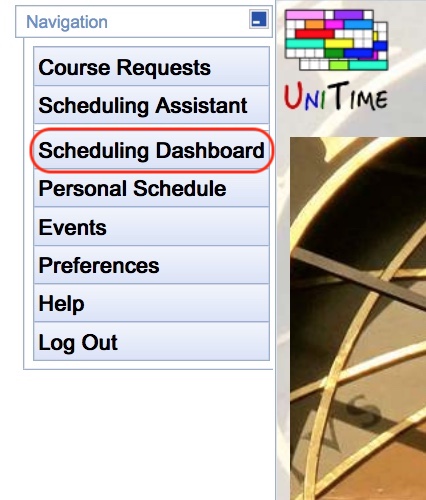 Navigation
Course Requests
Scheduling Assistant
Scheduling Dashboard
Personal Schedule
Events
Preferences
Help
Log Out
UNITIME